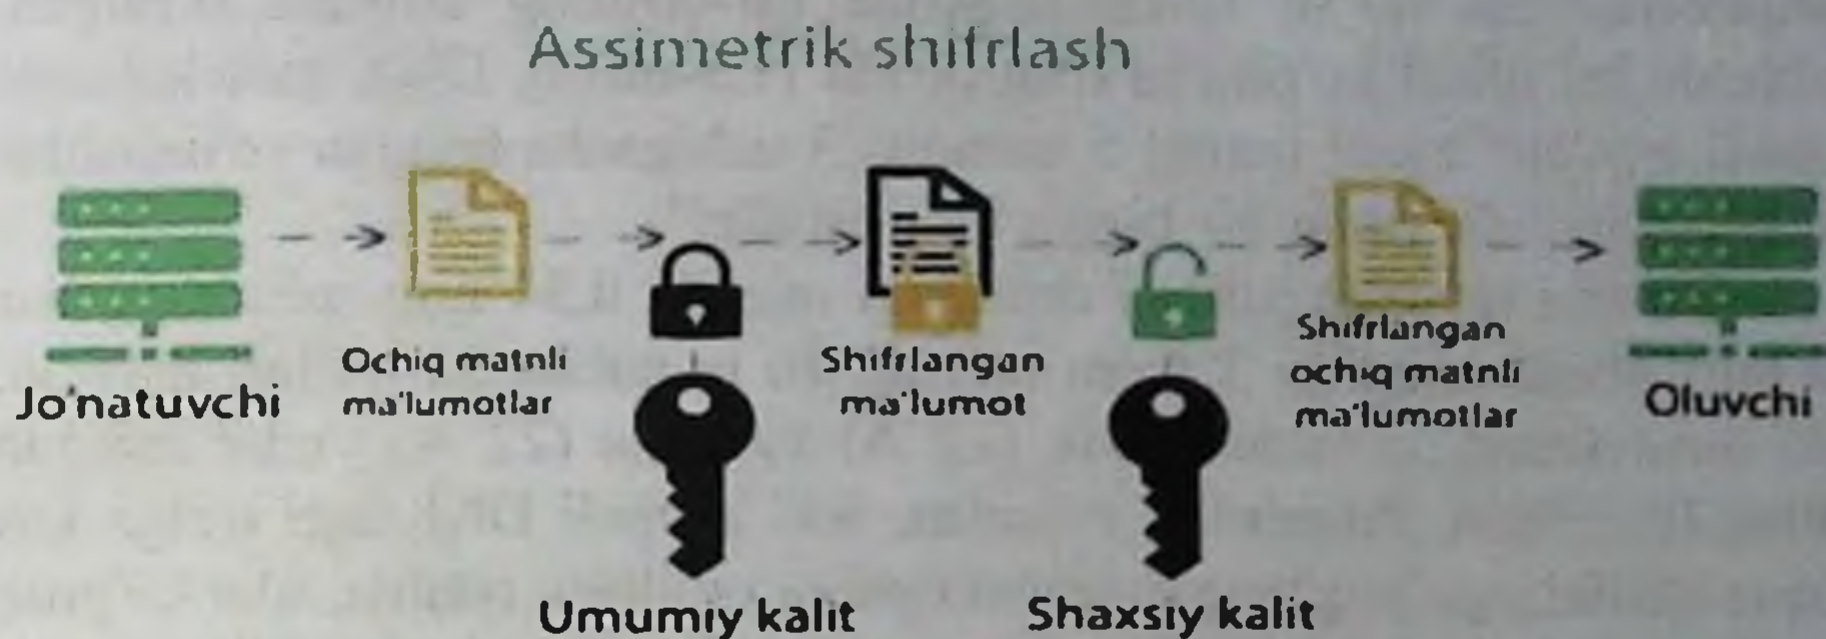 Assimetrik shifrlash
Jo'natuvchi
Ochiq matnli
ma'lumotlar
Umumiy kalit
Shifrlangan
ma'lumot
Shaxsiy kalit
Shifrlangan
ochiq matnli
ma'lumotlar
Oluvchi